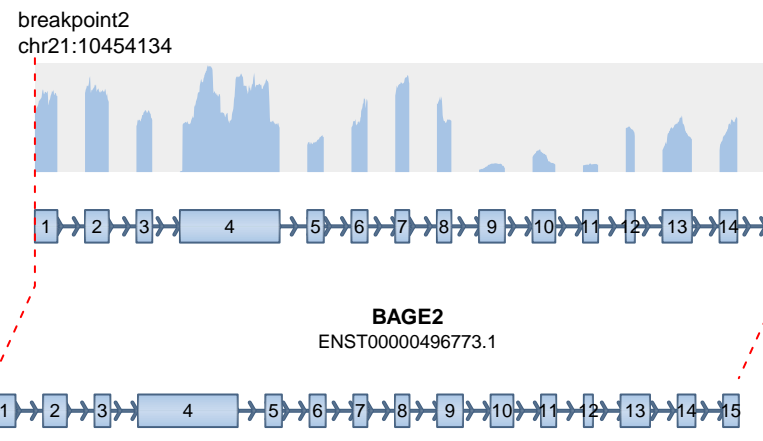 breakpoint2
chr21:10454134
1 2 3 4 5 6 7 8 9 10 11 12 13 14
BAGE2
ENST00000496773.1
1 2 3 4 5 6 7 8 9 10 11 12 13 14 15